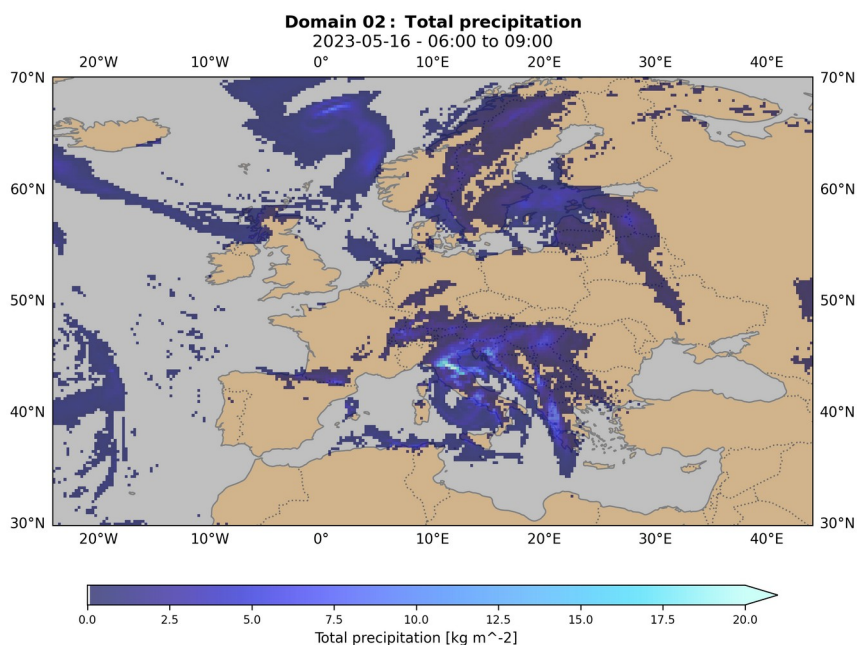 Domain 02: Total precipitation
2023-05-16 - 06:00 to 09:00
20°W 10°W 0° 10°E 20°E 30°E 40°E
70°N 70°N
60°N 60°N
50°N 50°N
40°N 40°N
30°N 30°N
20°W 10°W 0° 10°E 20°E 30°E 40°E
0.0 2.5 5.0 7.5 10.0 12.5 15.0 17.5 20.0
Total precipitation [kg m^-2]